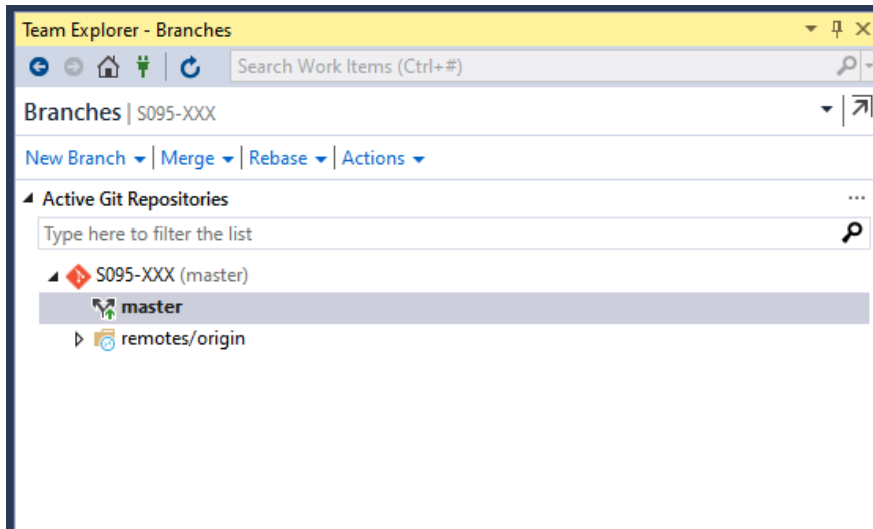 Team Explorer - Branches
Search Work Items (Ctrl+#)
Branches | S095-XXX
New Branch | Merge | Rebase | Actions
Active Git Repositories
Type here to filter the list
S095-XXX (master)
master
remotes/origin